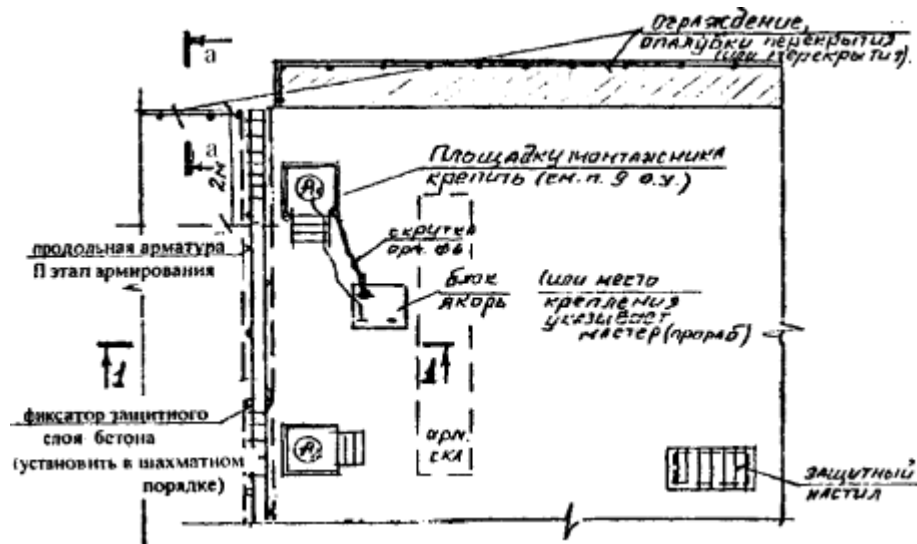 ограждение,
опалубки перекрытия
(или перекрытия).
а
а
2м
Площадку монтажника
крепить (см. п. 9 о.у.)
А
скрутка
арм.
продольная арматура
II этап армирования
блок
якорь
(или место
крепления
указывает
мастер (прораб)
1
1
фиксатор защитного
слоя бетона
(установить в шахматном
порядке)
А
арм.
скл
защитный
настил